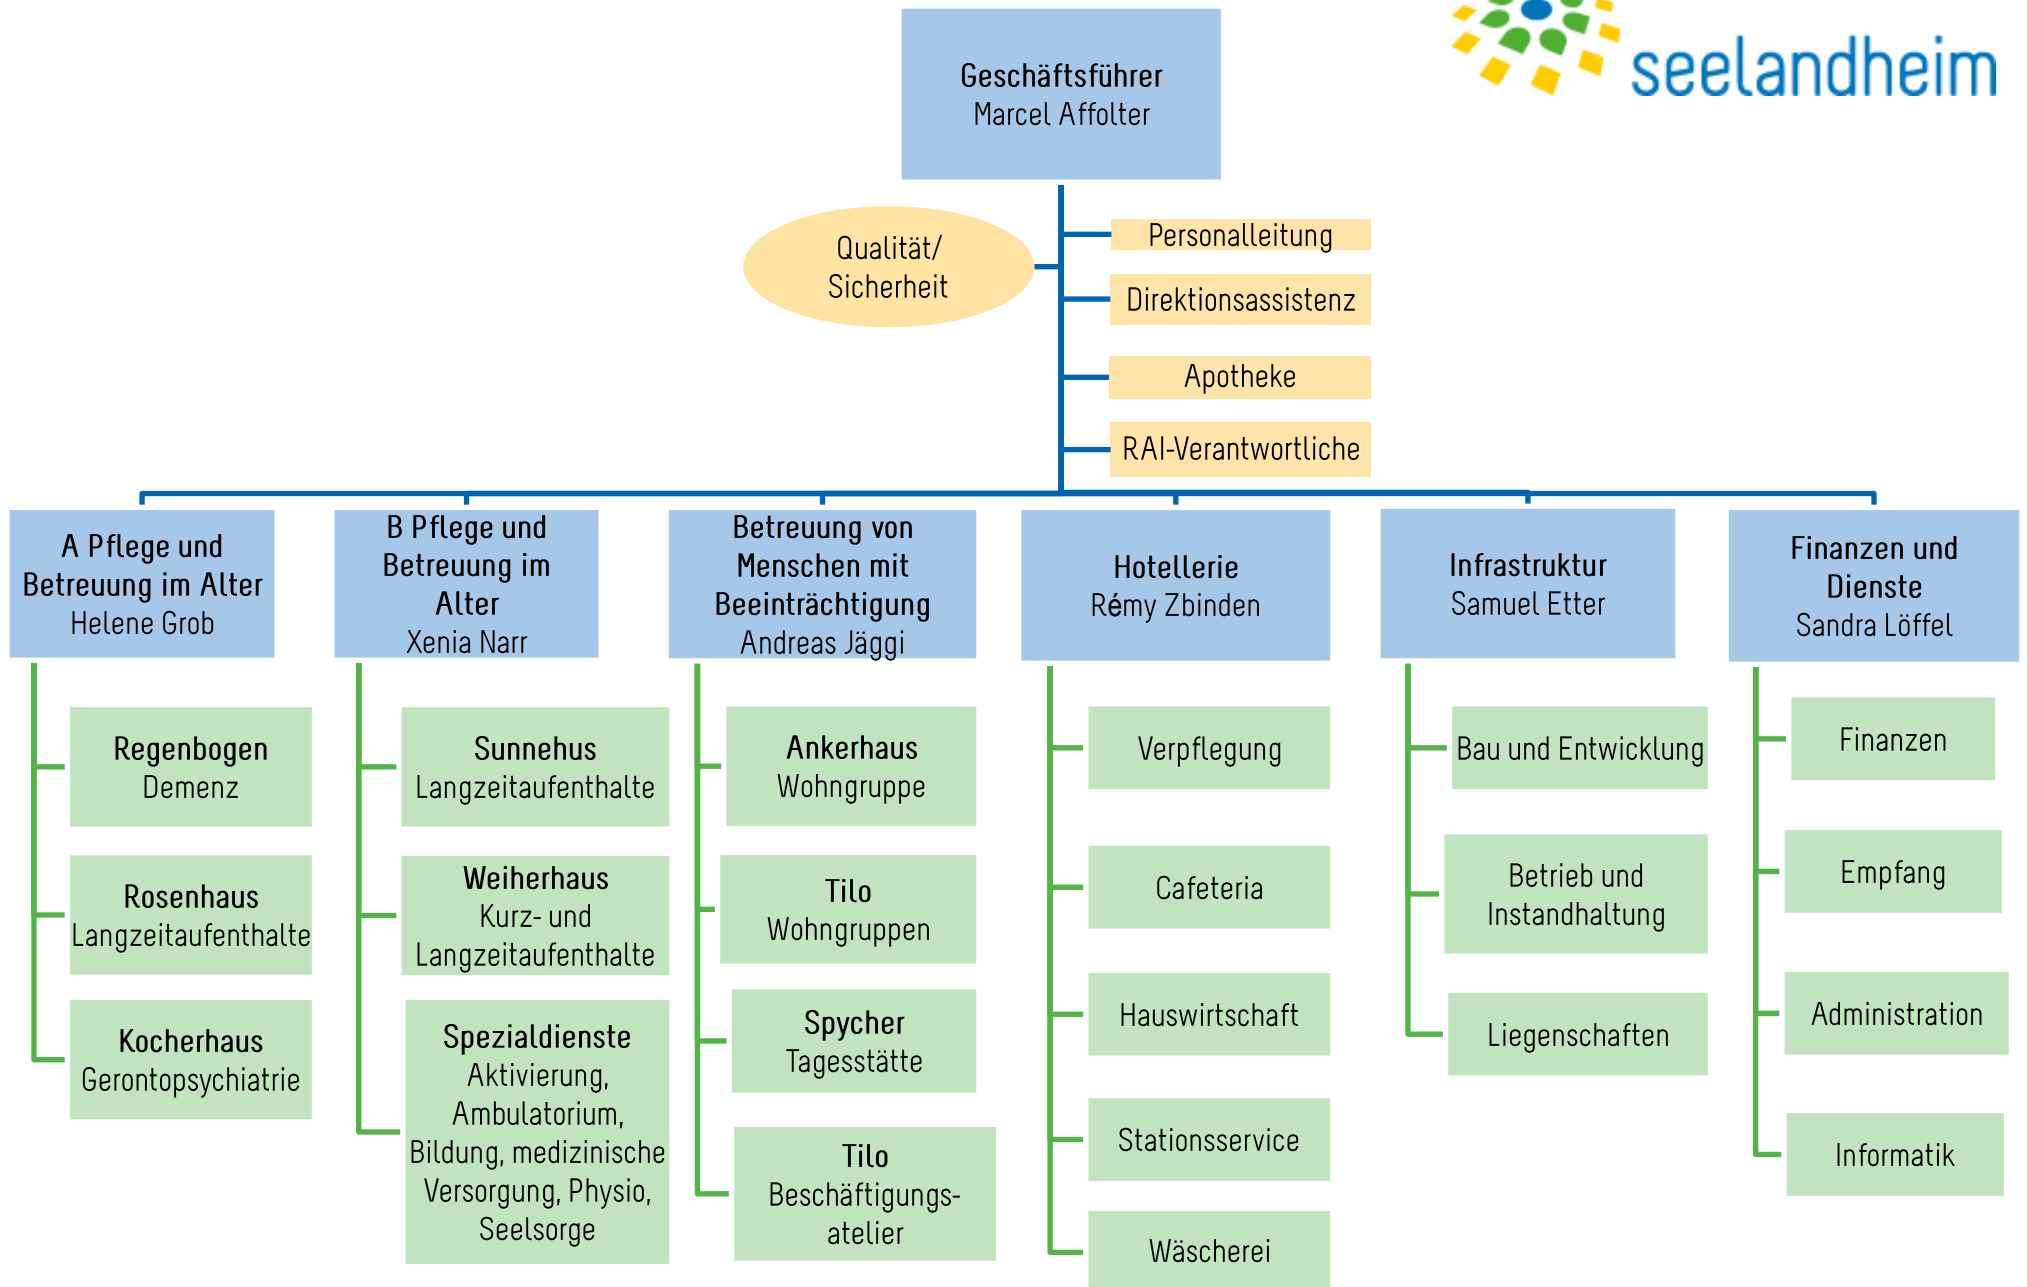 seelandheim
Geschäftsführer
Marcel Affolter
Qualität/
Sicherheit
Personalleitung
Direktionsassistenz
Apotheke
RAI-Verantwortliche
A Pflege und
Betreuung im Alter
Helene Grob
B Pflege und
Betreuung im
Alter
Xenia Narr
Betreuung von
Menschen mit
Beeinträchtigung
Andreas Jäggi
Hotellerie
Rémy Zbinden
Infrastruktur
Samuel Etter
Finanzen und
Dienste
Sandra Löffel
Regenbogen
Demenz
Rosenhaus
Langzeitaufenthalte
Kocherhaus
Gerontopsychiatrie
Sunnehus
Langzeitaufenthalte
Weiherhaus
Kurz- und
Langzeitaufenthalte
Spezialdienste
Aktivierung,
Ambulatorium,
Bildung, medizinische
Versorgung, Physio,
Seelsorge
Ankerhaus
Wohngruppe
Tilo
Wohngruppen
Spycher
Tagesstätte
Tilo
Beschäftigungs-
atelier
Verpflegung
Cafeteria
Hauswirtschaft
Stationsservice
Wäscherei
Bau und Entwicklung
Betrieb und
Instandhaltung
Liegenschaften
Finanzen
Empfang
Administration
Informatik